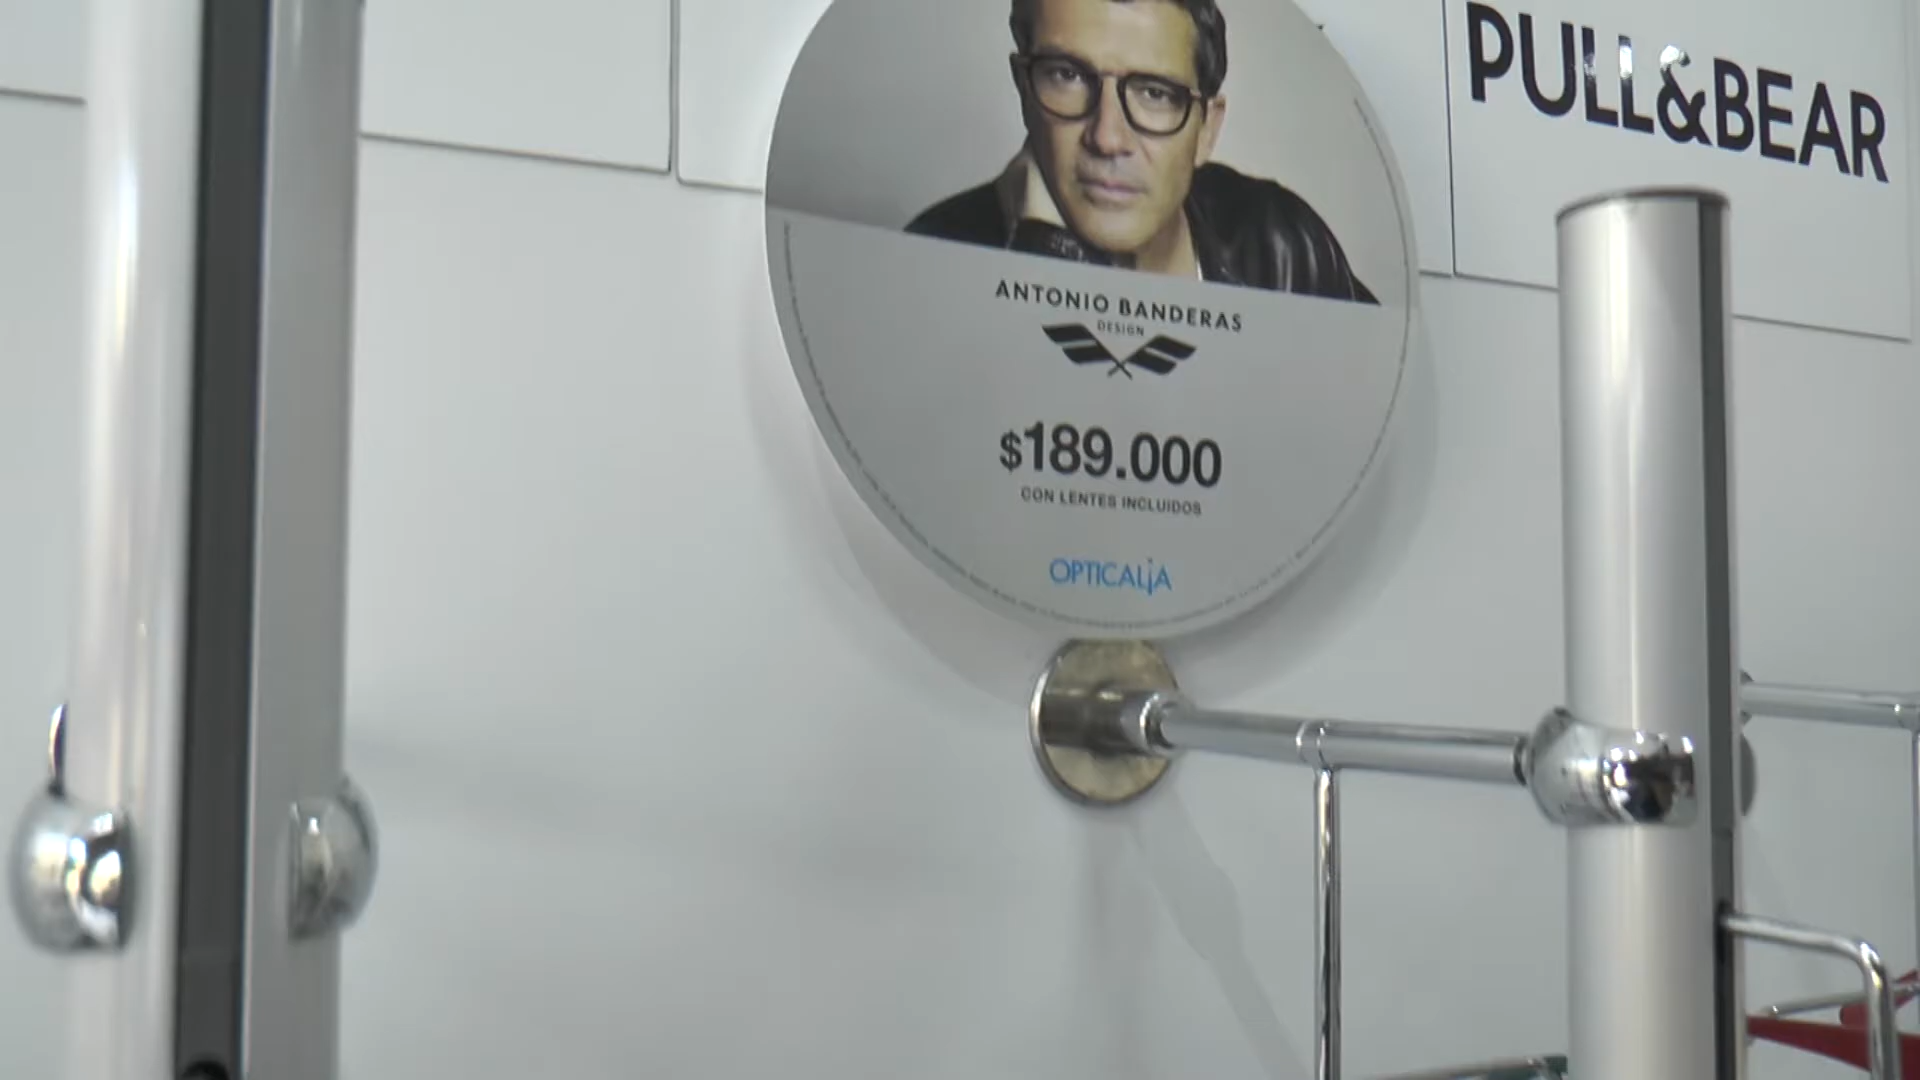 PULL&BEAR
ANTONIO BANDERAS
DESIGN
$189.000
CON LENTES INCLUIDOS
OPTICALIA